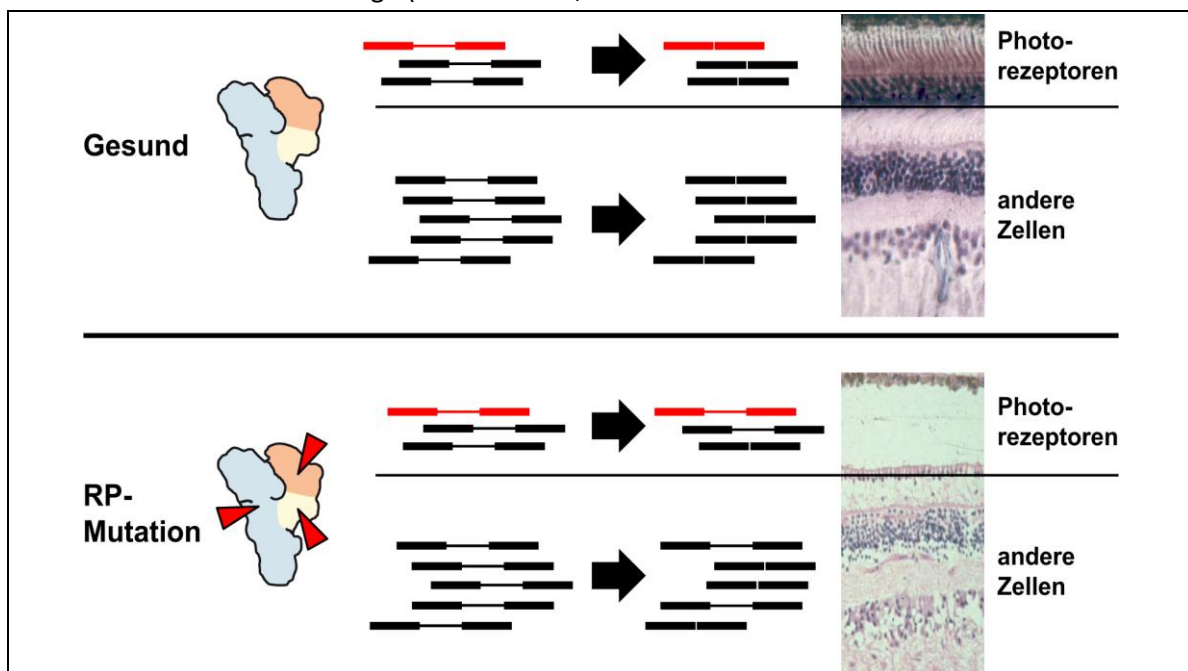 Photo-
rezeptoren
Gesund
andere
Zellen
Photo-
rezeptoren
RP-
Mutation
andere
Zellen